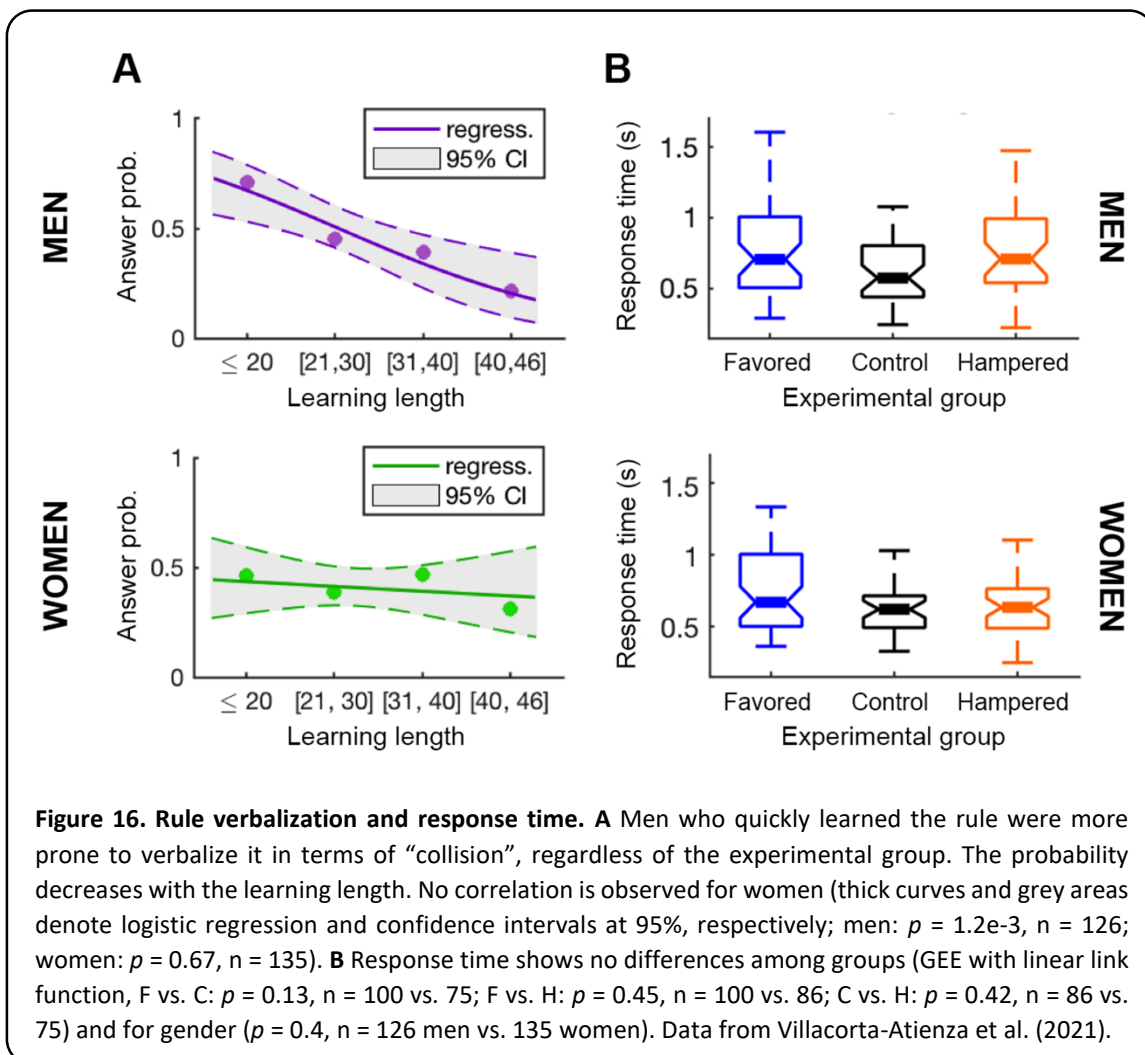 A
B
MEN
1
0.5
0
Answer prob.
regress.
95% CI
≤ 20 [21,30] [31,40] [40,46]
Learning length
1.5
1
0.5
Response time (s)
Favored Control Hampered
Experimental group
MEN
WOMEN
1
0.5
0
Answer prob.
regress.
95% CI
≤ 20 [21, 30] [31, 40] [40, 46]
Learning length
1.5
1
0.5
Response time (s)
Favored Control Hampered
Experimental group
WOMEN
Figure 16. Rule verbalization and response time. A Men who quickly learned the rule were more
prone to verbalize it in terms of “collision”, regardless of the experimental group. The probability
decreases with the learning length. No correlation is observed for women (thick curves and grey areas
denote logistic regression and confidence intervals at 95%, respectively; men: p = 1.2e-3, n = 126;
women: p = 0.67, n = 135). B Response time shows no differences among groups (GEE with linear link
function, F vs. C: p = 0.13, n = 100 vs. 75; F vs. H: p = 0.45, n = 100 vs. 86; C vs. H: p = 0.42, n = 86 vs.
75) and for gender (p = 0.4, n = 126 men vs. 135 women). Data from Villacorta-Atienza et al. (2021).